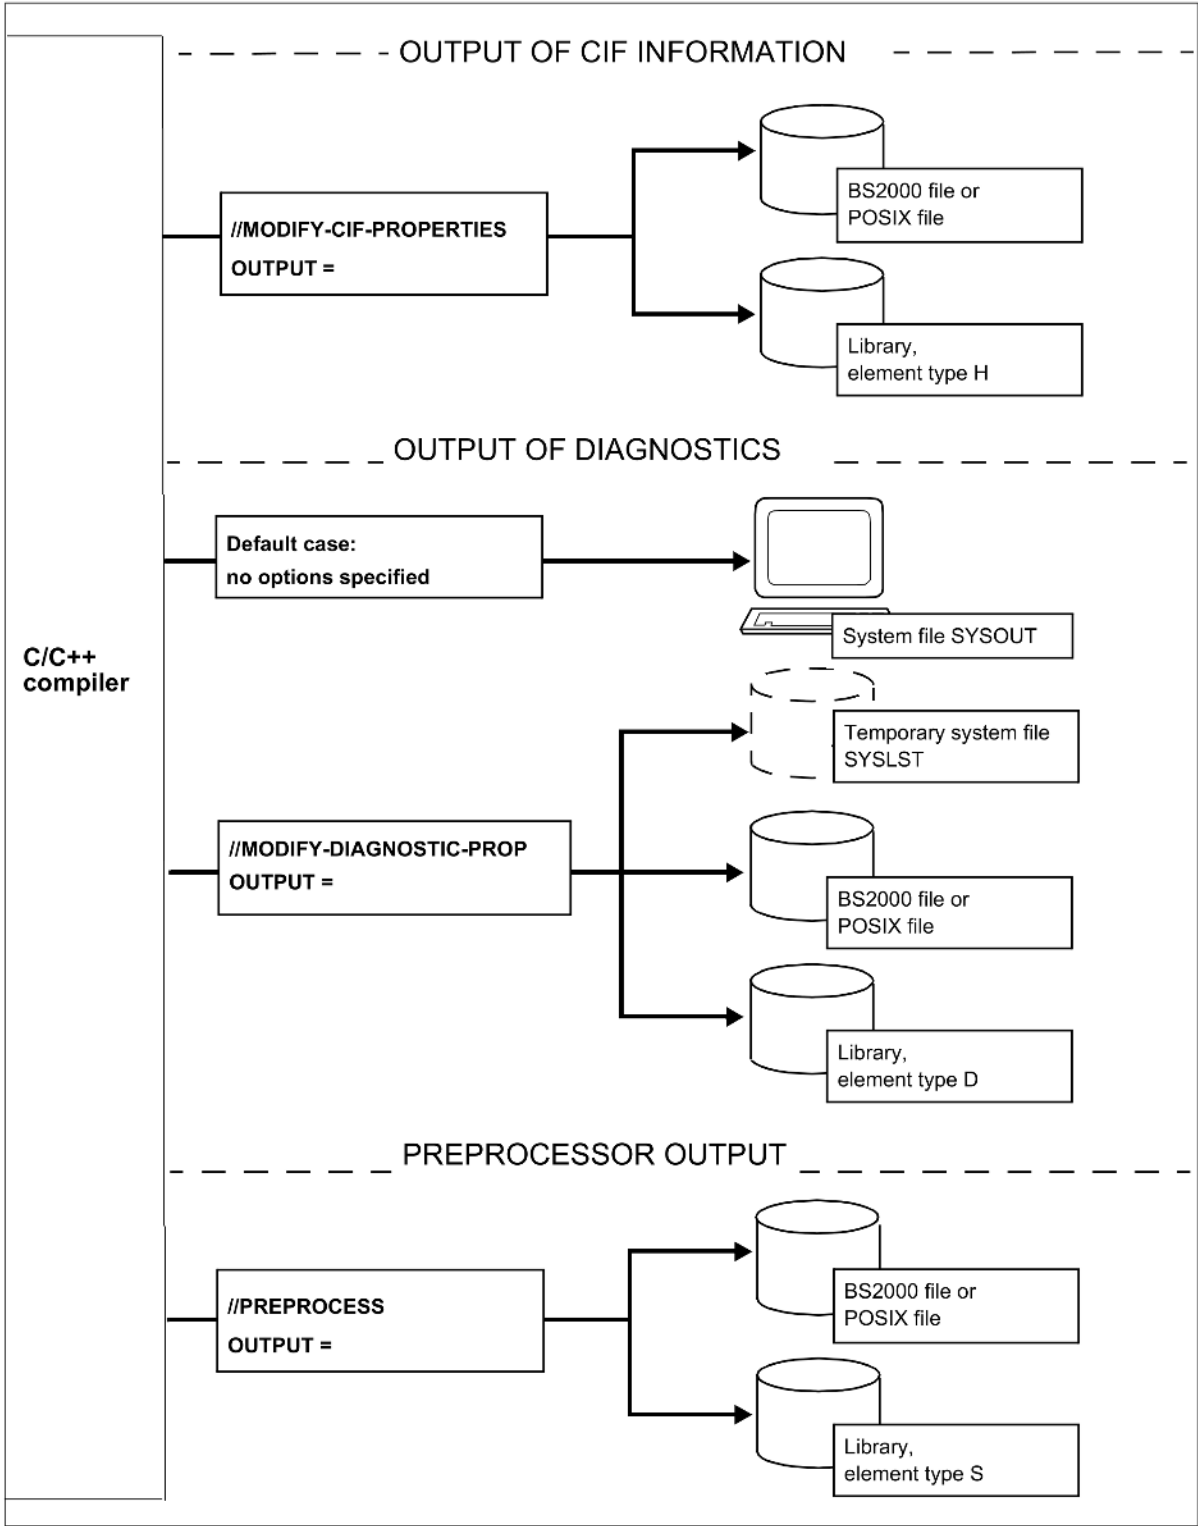 OUTPUT OF CIF INFORMATION
BS2000 file or
POSIX file
//MODIFY-CIF-PROPERTIES
OUTPUT =
Library,
element type H
OUTPUT OF DIAGNOSTICS
Default case:
no options specified
System file SYSOUT
C/C++
compiler
Temporary system file
SYSLST
//MODIFY-DIAGNOSTIC-PROP
OUTPUT =
BS2000 file or
POSIX file
Library,
element type D
PREPROCESSOR OUTPUT
BS2000 file or
POSIX file
//PREPROCESS
OUTPUT =
Library,
element type S